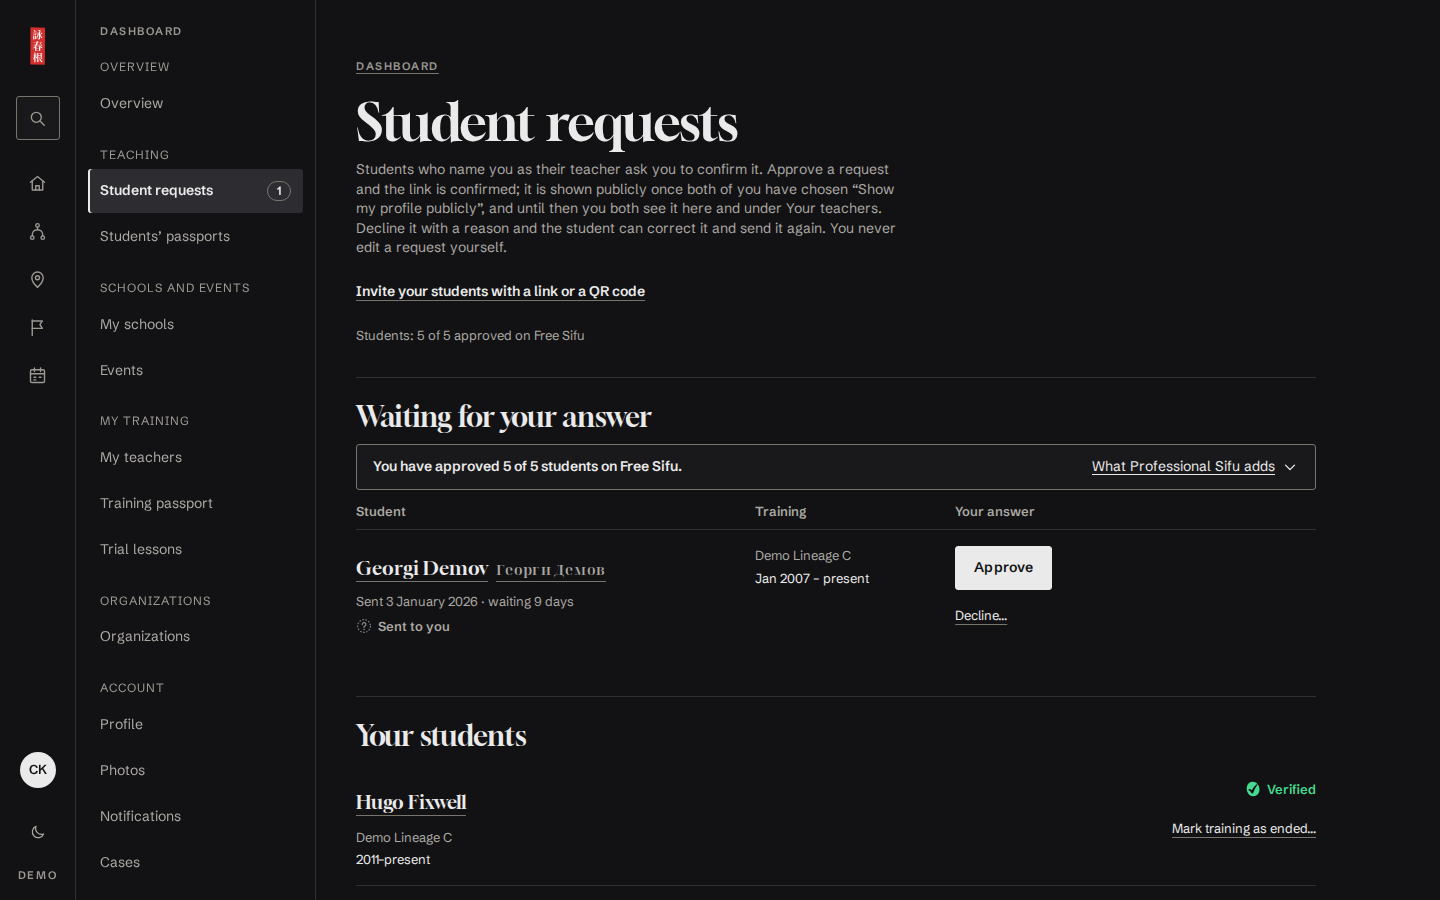 詠春根
DASHBOARD
OVERVIEW
Overview
TEACHING
Student requests 1
Students’ passports
SCHOOLS AND EVENTS
My schools
Events
MY TRAINING
My teachers
Training passport
Trial lessons
ORGANIZATIONS
Organizations
ACCOUNT
Profile
Photos
Notifications
Cases
CK
DEMO
DASHBOARD
Student requests
Students who name you as their teacher ask you to confirm it. Approve a request
and the link is confirmed; it is shown publicly once both of you have chosen “Show
my profile publicly”, and until then you both see it here and under Your teachers.
Decline it with a reason and the student can correct it and send it again. You never
edit a request yourself.
Invite your students with a link or a QR code
Students: 5 of 5 approved on Free Sifu
Waiting for your answer
You have approved 5 of 5 students on Free Sifu. What Professional Sifu adds
Student Training Your answer
Georgi Demov Георги Демов
Demo Lineage C
Jan 2007 – present
Approve
Sent 3 January 2026 · waiting 9 days
Sent to you
Decline...
Your students
Hugo Fixwell
Verified
Demo Lineage C
Mark training as ended...
2011–present